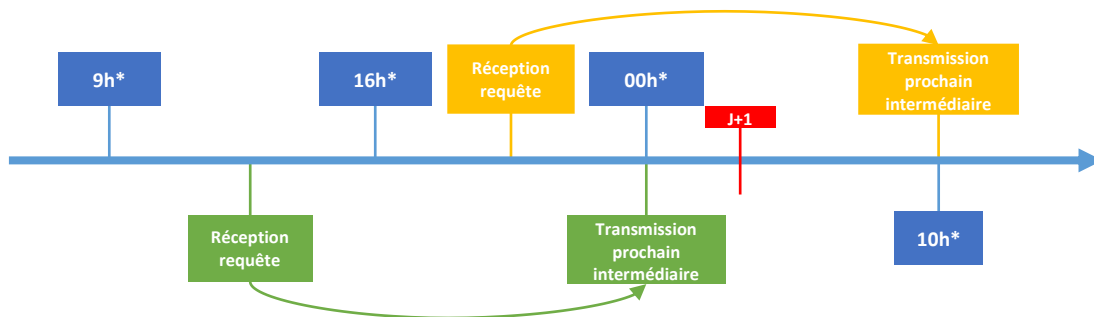 9h*
16h*
Réception
requête
00h*
J+1
Transmission
prochain
intermédiaire
Réception
requête
Transmission
prochain
intermédiaire
10h*